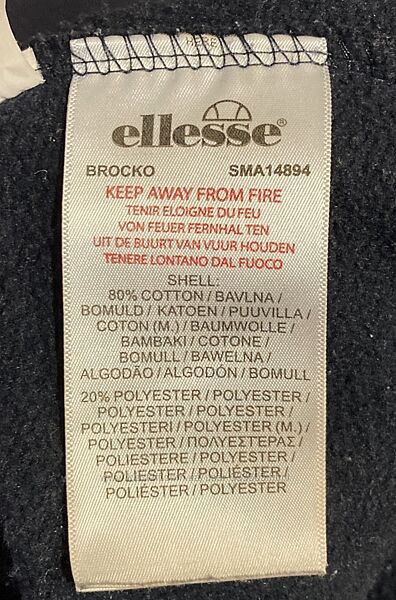 ellesse®
BROCKO SMA14894
KEEP AWAY FROM FIRE
TENIR ELOIGNE DU FEU
VON FEUER FERNHAL TEN
UIT DE BUURT VAN VUUR HOUDEN
TENERE LONTANO DAL FUOCO
SHELL:
80% COTTON / BAVLNA /
BOMULD / KATOEN / PUUVILLA /
COTON (M.) / BAUMWOLLE /
BAMBAKI / COTONE /
BOMULL / BAWELNA /
ALGODÃO / ALGODÓN / BOMULL
20% POLYESTER / POLYESTER /
POLYESTER / POLYESTER /
POLYESTERI / POLYESTER (M.) /
POLYESTER / ΠΟΛΥΕΣΤΕΡΑΣ /
POLIESTERE / POLYESTER /
POLIESTER / POLIÉSTER /
POLIÉSTER / POLYESTER